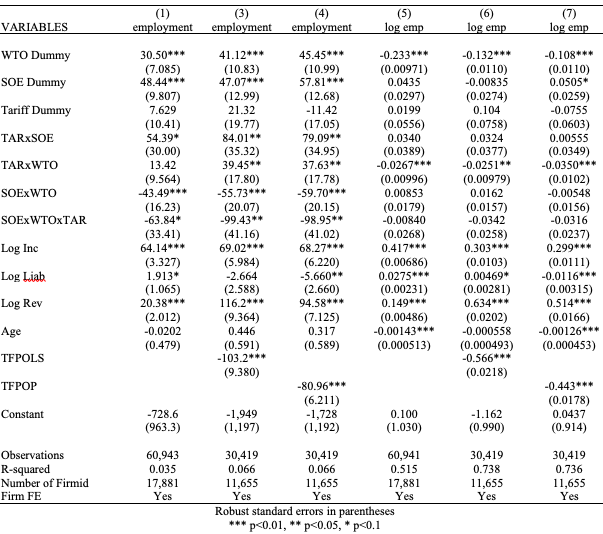 (1) (3) (4) (5) (6) (7)
VARIABLES employment employment employment log emp log emp log emp
WTO Dummy 30.50*** 41.12*** 45.45*** -0.233*** -0.132*** -0.108***
(7.085) (10.83) (10.99) (0.00971) (0.0110) (0.0110)
SOE Dummy 48.44*** 47.07*** 57.81*** 0.0435 -0.00835 0.0505*
(9.807) (12.99) (12.68) (0.0297) (0.0274) (0.0259)
Tariff Dummy 7.629 21.32 -11.42 0.0199 0.104 -0.0755
(10.41) (19.77) (17.05) (0.0556) (0.0758) (0.0603)
TARxSOE 54.39* 84.01** 79.09** 0.0340 0.0324 0.00555
(30.00) (35.32) (34.95) (0.0389) (0.0377) (0.0349)
TARxWTO 13.42 39.45** 37.63** -0.0267*** -0.0251** -0.0350***
(9.564) (17.80) (17.78) (0.00996) (0.00979) (0.0102)
SOExWTO -43.49*** -55.73*** -59.70*** 0.00853 0.0162 -0.00548
(16.23) (20.07) (20.15) (0.0179) (0.0157) (0.0156)
SOExWTOxTAR -63.84* -99.43** -98.95** -0.00840 -0.0342 -0.0316
(33.41) (41.16) (41.02) (0.0268) (0.0258) (0.0237)
Log Inc 64.14*** 69.02*** 68.27*** 0.417*** 0.303*** 0.299***
(3.327) (5.984) (6.220) (0.00686) (0.0103) (0.0111)
Log Liab 1.913* -2.664 -5.660** 0.0275*** 0.00469* -0.0116***
(1.065) (2.588) (2.660) (0.00231) (0.00281) (0.00315)
Log Rev 20.38*** 116.2*** 94.58*** 0.149*** 0.634*** 0.514***
(2.012) (9.364) (7.125) (0.00486) (0.0202) (0.0166)
Age -0.0202 0.446 0.317 -0.00143*** -0.000558 -0.00126***
(0.479) (0.591) (0.589) (0.000513) (0.000493) (0.000453)
TFPOLS -103.2*** -0.566***
(9.380) (0.0218)
TFPOP -80.96*** -0.443***
(6.211) (0.0178)
Constant -728.6 -1,949 -1,728 0.100 -1.162 0.0437
(963.3) (1,197) (1,192) (1.030) (0.990) (0.914)
Observations 60,943 30,419 30,419 60,941 30,419 30,419
R-squared 0.035 0.066 0.066 0.515 0.738 0.736
Number of Firmid 17,881 11,655 11,655 17,881 11,655 11,655
Firm FE Yes Yes Yes Yes Yes Yes
Robust standard errors in parentheses
*** p<0.01, ** p<0.05, * p<0.1